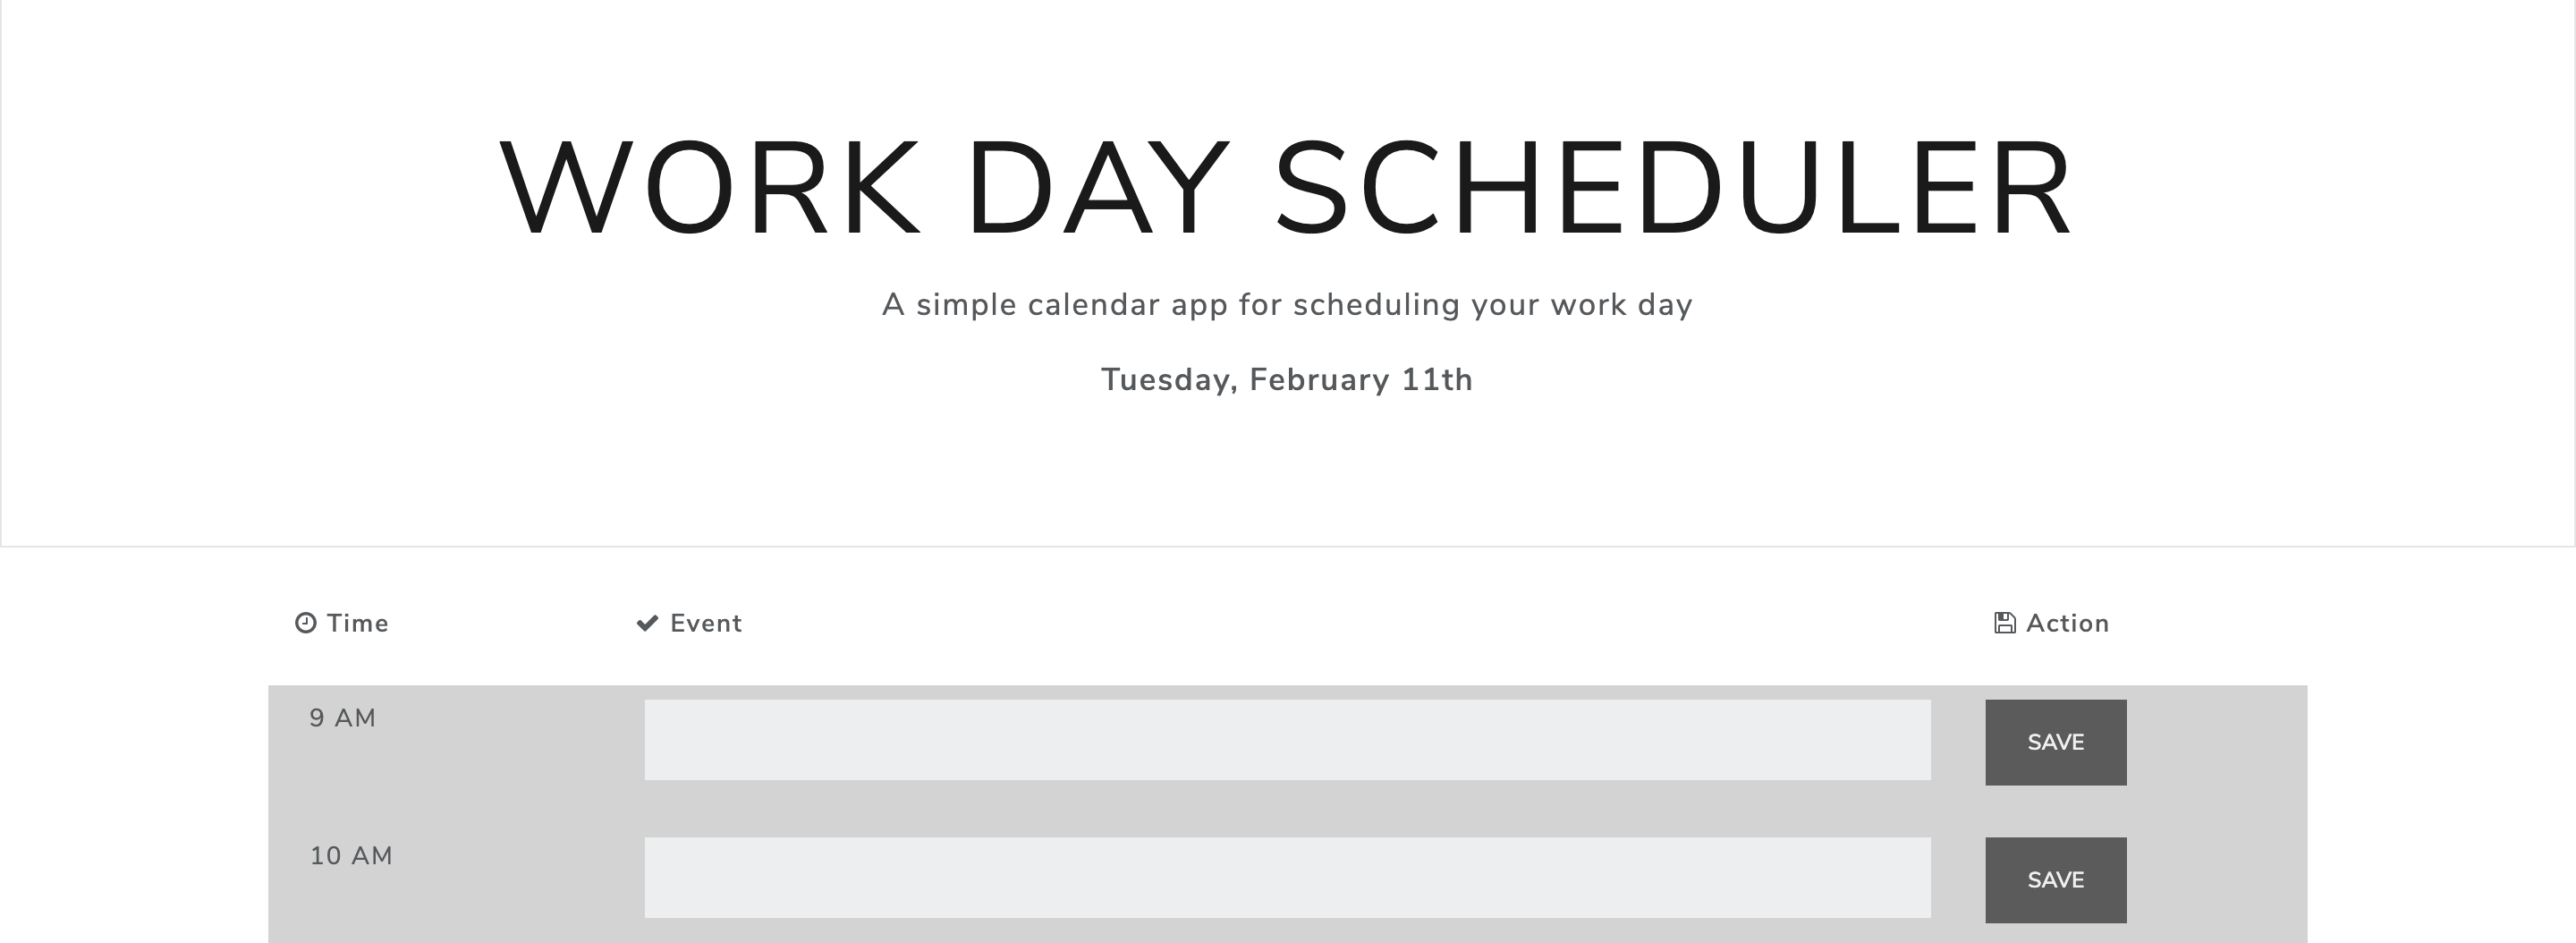 WORK DAY SCHEDULER
A simple calendar app for scheduling your work day
Tuesday, February 11th
Time Event Action
9 AM SAVE
10 AM SAVE